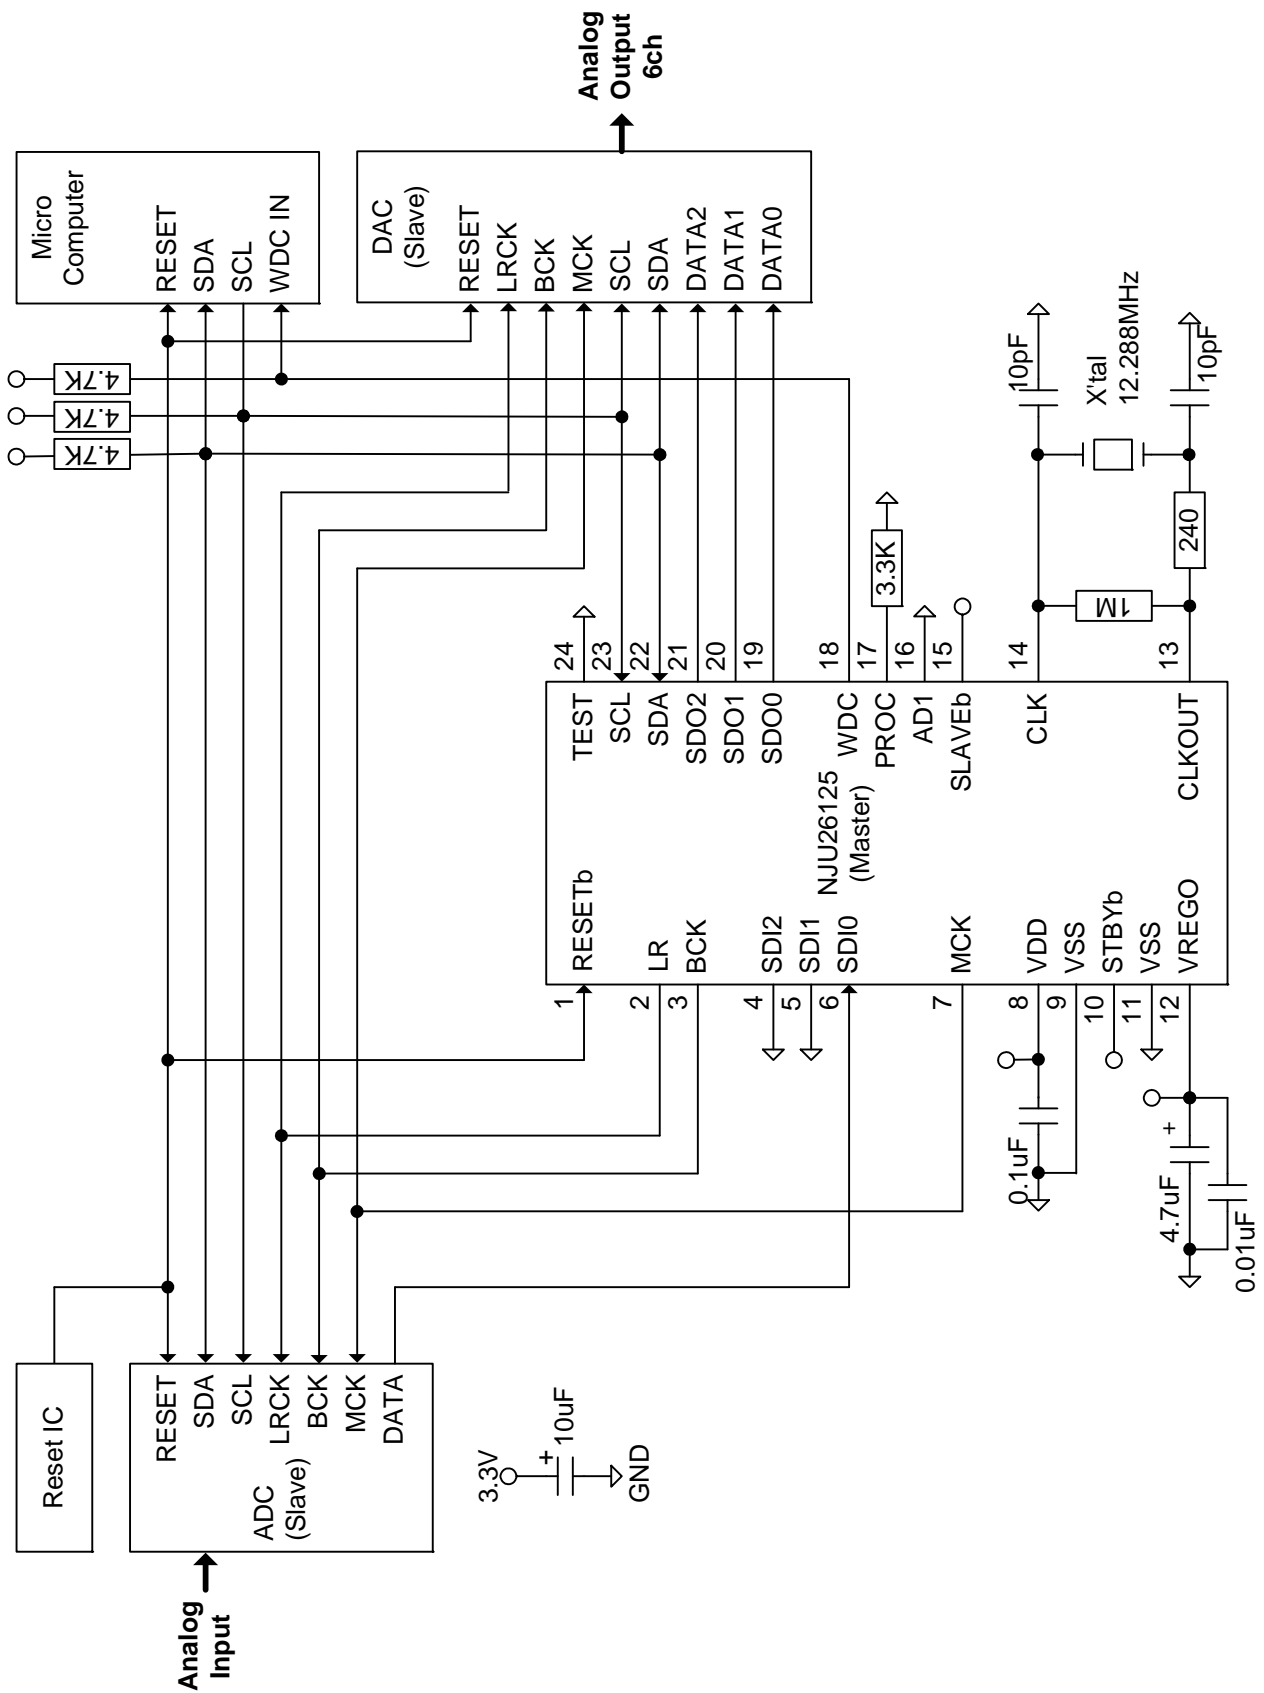 Analog
Input
Reset IC
ADC
(Slave)
RESET
SDA
SCL
LRCK
BCK
MCK
DATA
3.3V
+
10uF
GND
4.7K
4.7K
4.7K
Micro
Computer
RESET
SDA
SCL
WDC IN
DAC
(Slave)
RESET
LRCK
BCK
MCK
SCL
SDA
DATA2
DATA1
DATA0
Analog
Output
6ch
NJU26125
(Master)
1 RESETb
2 LR
3 BCK
4 SDI2
5 SDI1
6 SDI0
7 MCK
8 VDD
9 VSS
10 STBYb
11 VSS
12 VREGO
TEST 24
SCL 23
SDA 22
SDO2 21
SDO1 20
SDO0 19
WDC 18
PROC 17
AD1 16
SLAVEb 15
CLK 14
CLKOUT 13
0.1uF
+
4.7uF
0.01uF
3.3K
1M
240
10pF
X'tal
12.288MHz
10pF